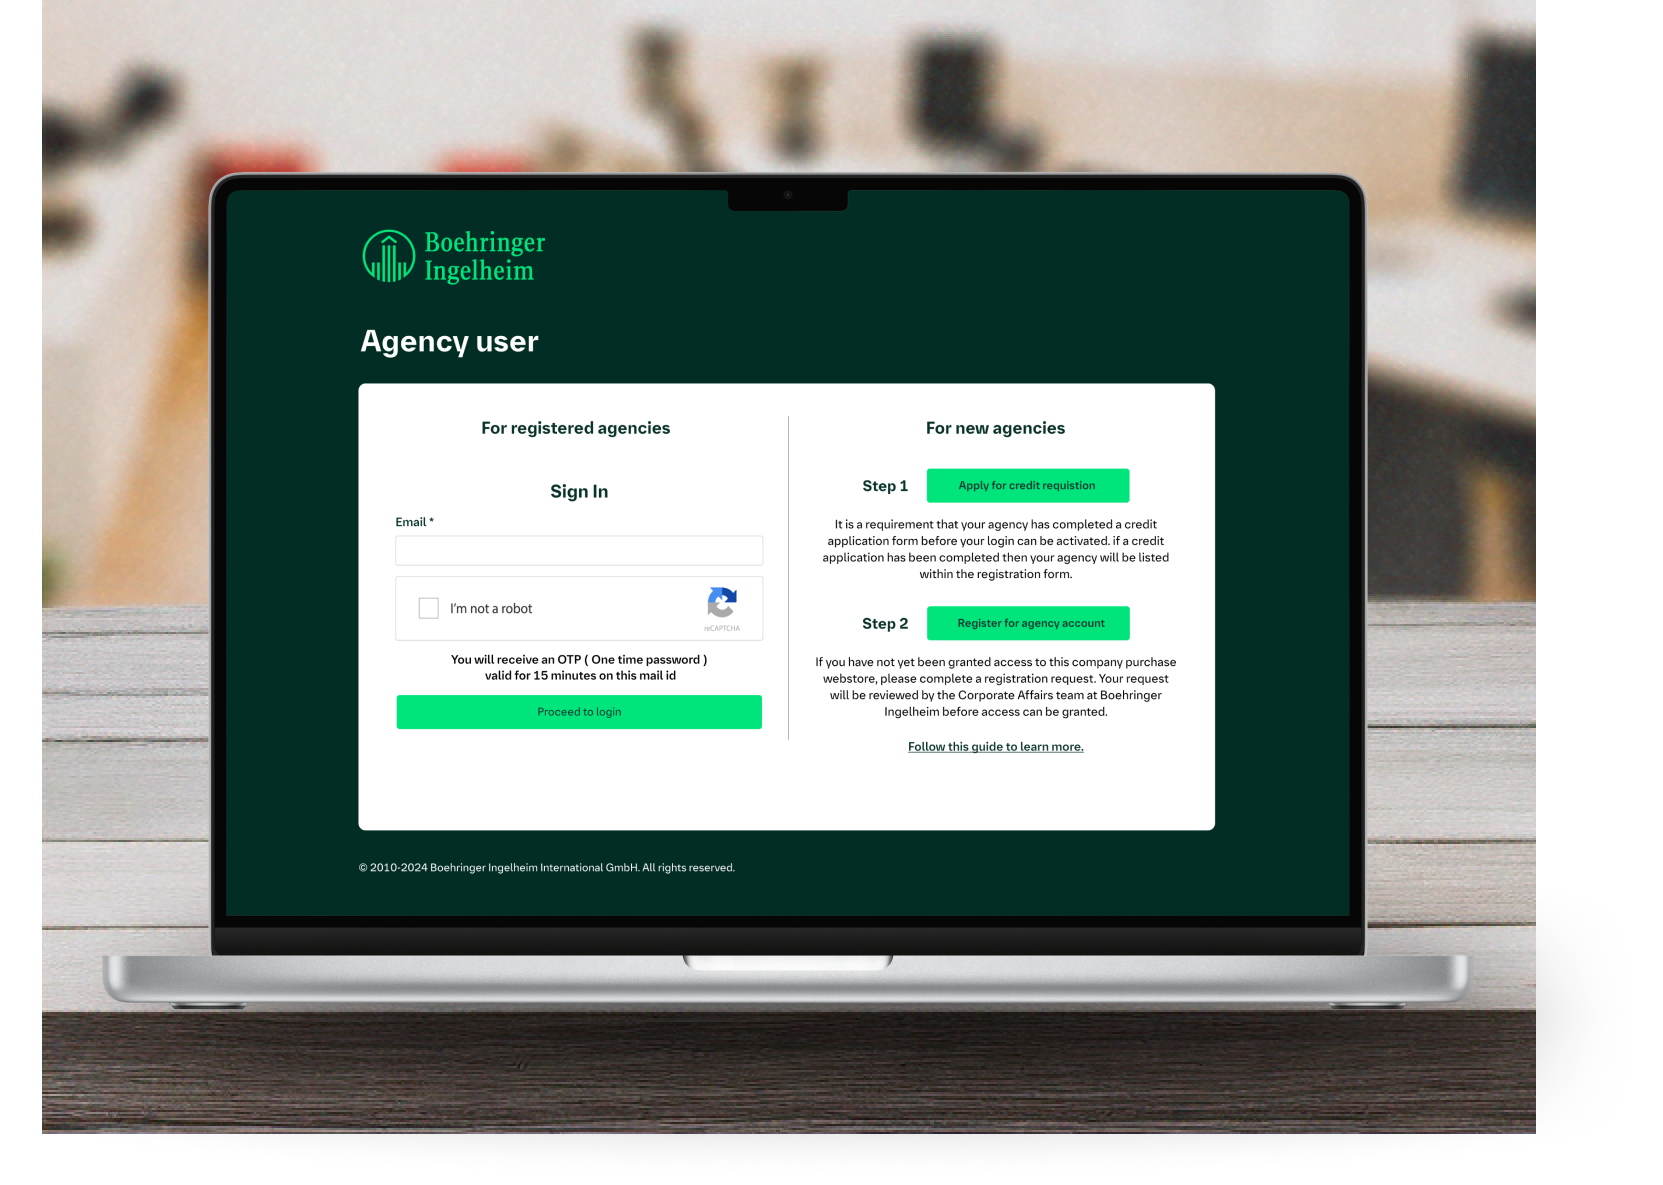 Boehringer
Ingelheim
Agency user
For registered agencies
Sign In
Email *
I'm not a robot
reCAPTCHA
You will receive an OTP ( One time password )
valid for 15 minutes on this mail id
Proceed to login
For new agencies
Step 1
Apply for credit requistion
It is a requirement that your agency has completed a credit
application form before your login can be activated. if a credit
application has been completed then your agency will be listed
within the registration form.
Step 2
Register for agency account
If you have not yet been granted access to this company purchase
webstore, please complete a registration request. Your request
will be reviewed by the Corporate Affairs team at Boehringer
Ingelheim before access can be granted.
Follow this guide to learn more.
© 2010-2024 Boehringer Ingelheim International GmbH. All rights reserved.